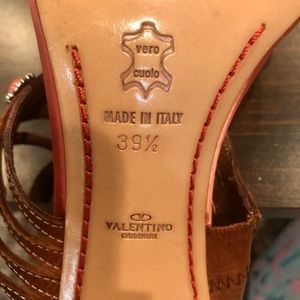 vero
cuoio
MADE IN ITALY
39½
VALENTINO
GARAVANI